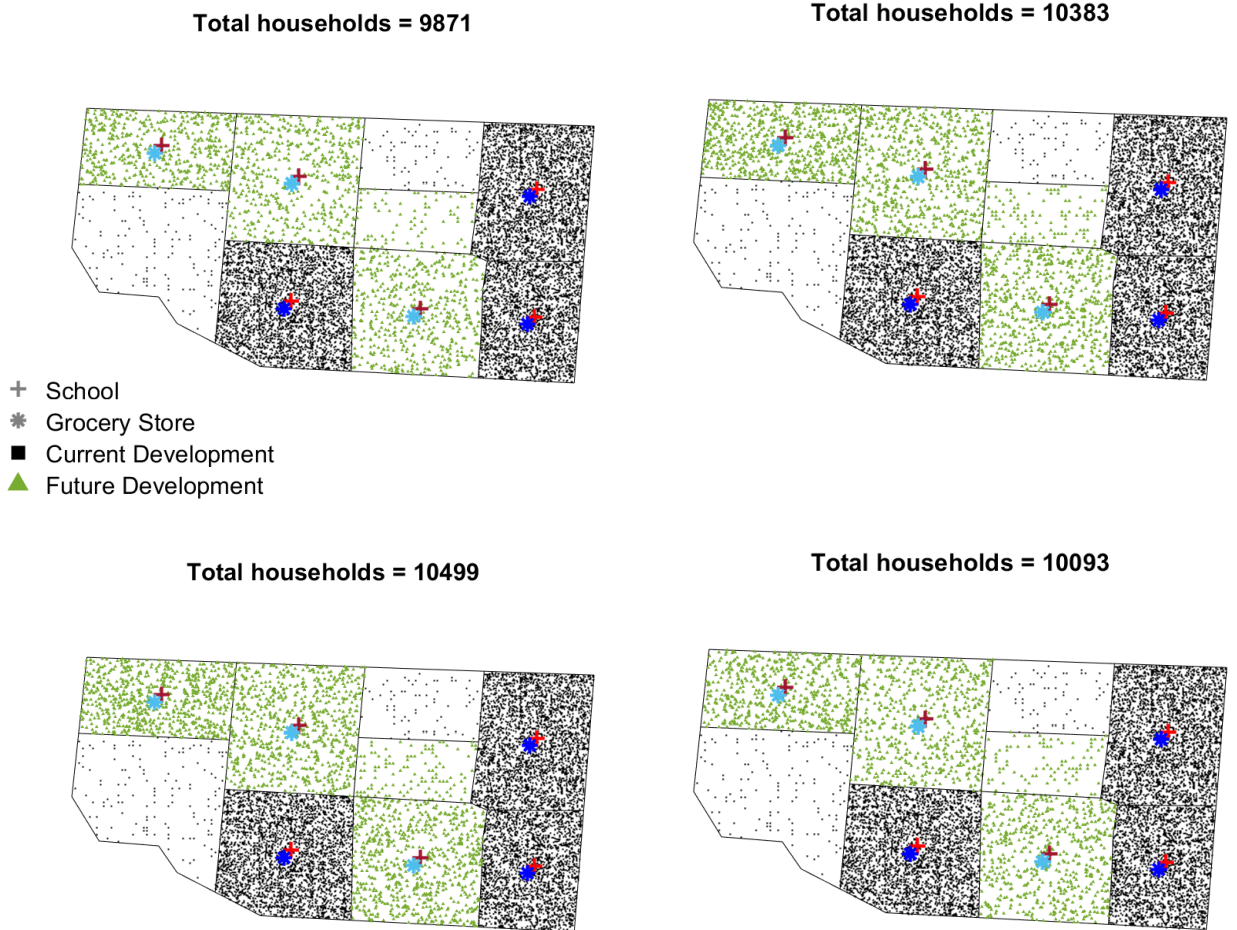 Total households = 9871
Total households = 10383
School
Grocery Store
Current Development
Future Development
Total households = 10499
Total households = 10093